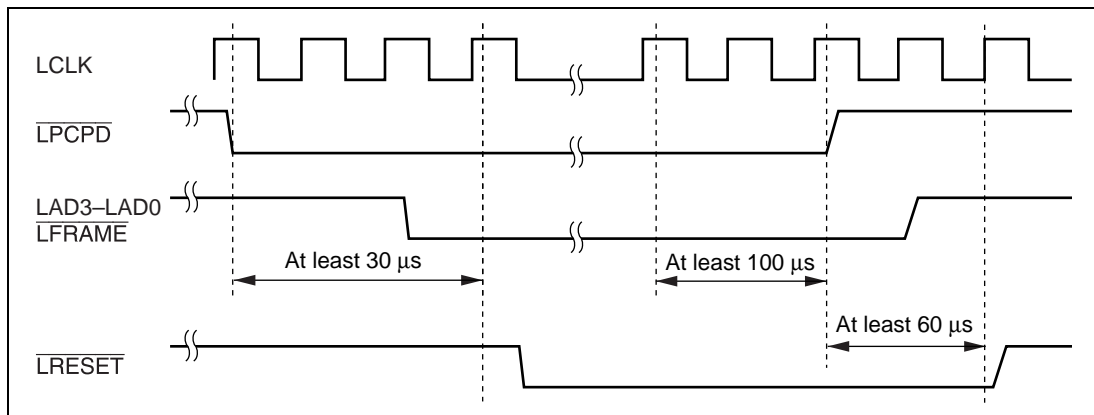 LCLK
LPCPD
LAD3–LAD0
LFRAME
At least 30 μs
At least 100 μs
At least 60 μs
LRESET